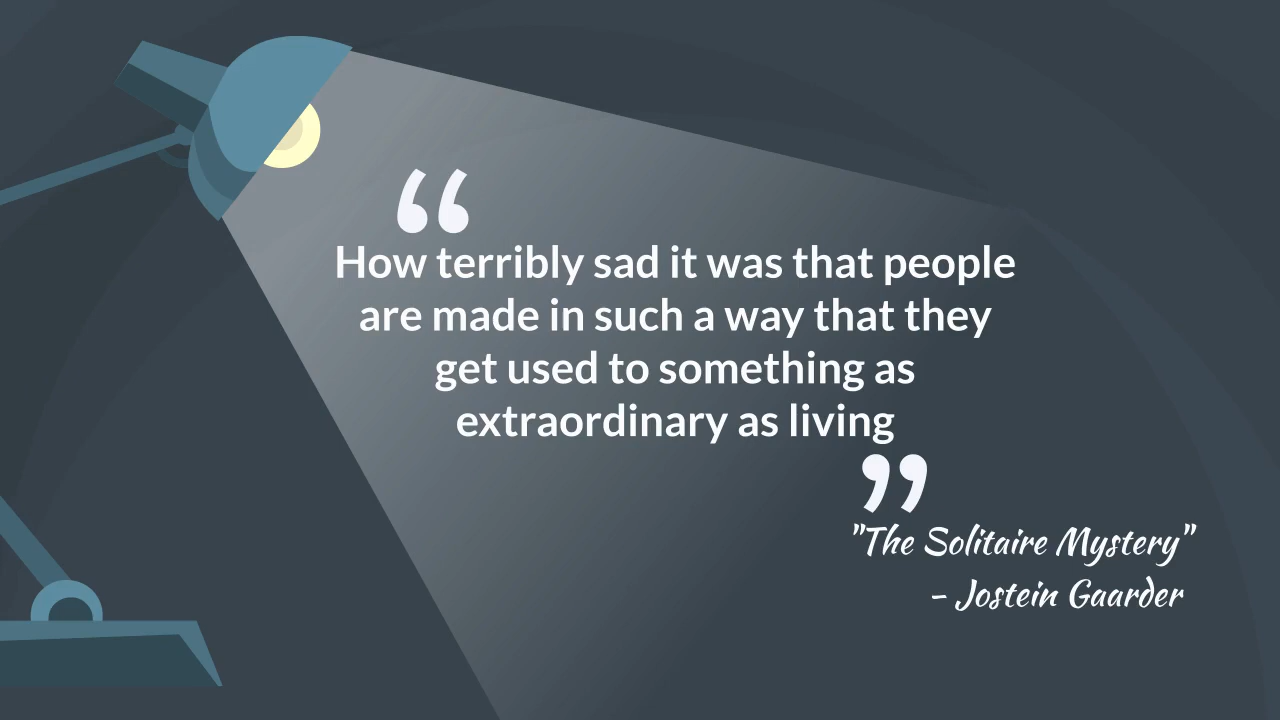 “
How terribly sad it was that people
are made in such a way that they
get used to something as
extraordinary as living
”
"The Solitaire Mystery"
– Jostein Gaarder